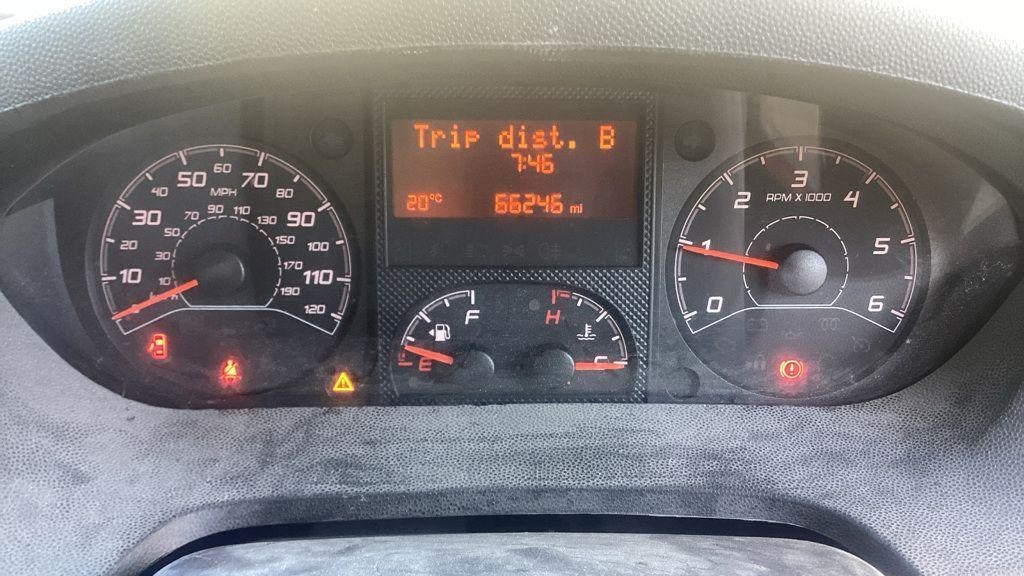 Trip dist. B
7:46
20°C 66246 mi
MPH
10 20 30 40 50 60 70 80 90 100 110 120
10 30 50 70 90 110 130 150 170 190
F
E
H
C
RPM X 1000
0 1 2 3 4 5 6